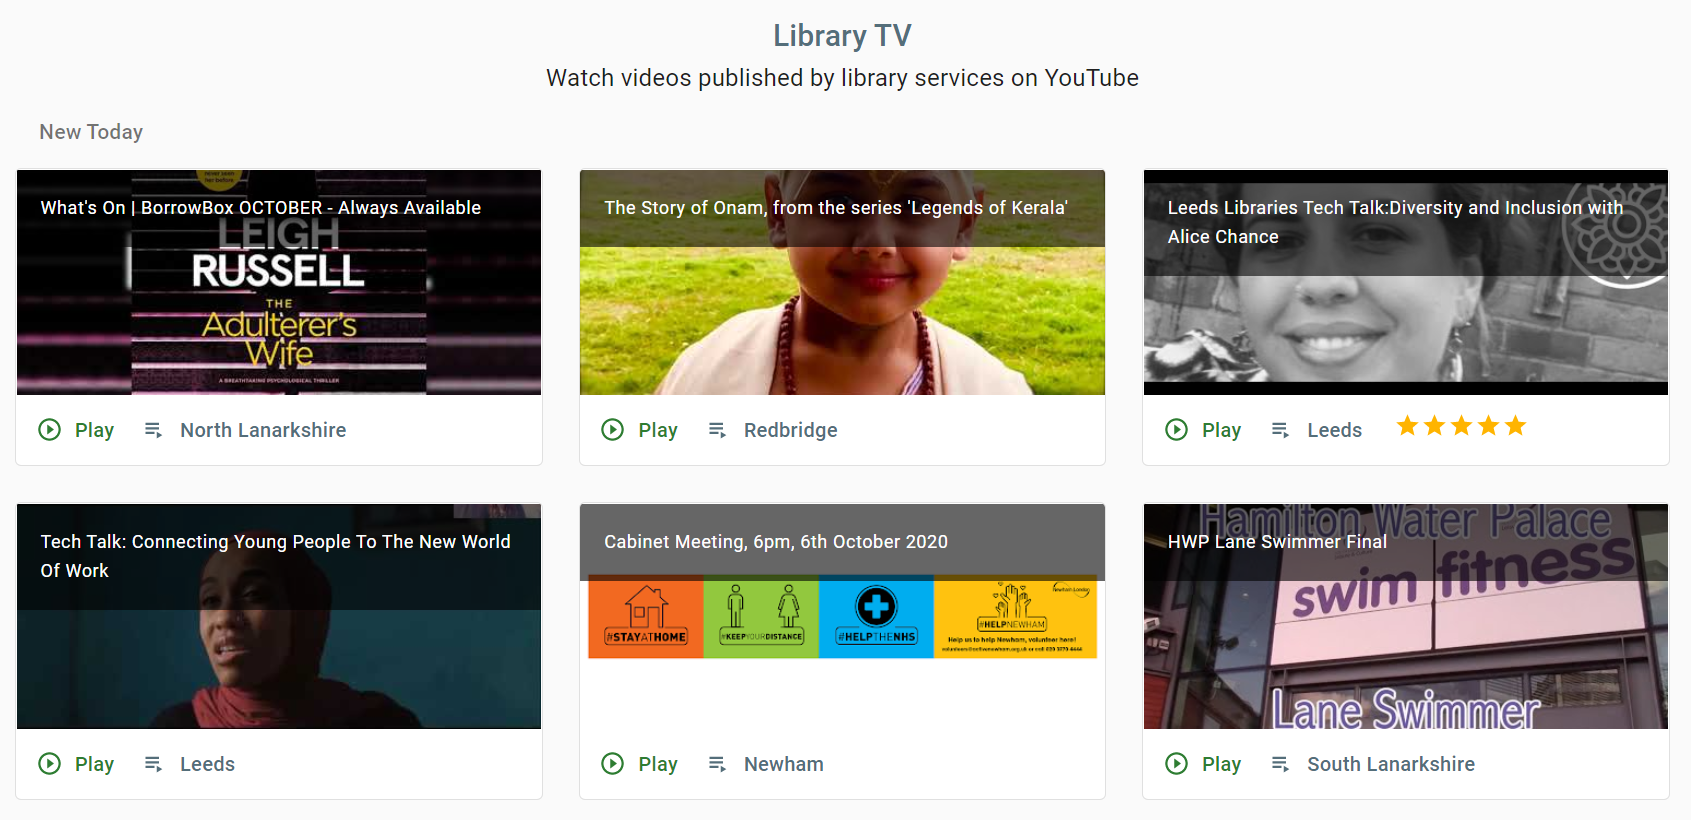 Library TV
Watch videos published by library services on YouTube
New Today
What's On | BorrowBox OCTOBER - Always Available
LEIGH
RUSSELL
THE
Adulterer's
Wife
A BREATHTAKING PSYCHOLOGICAL THRILLER
Play
North Lanarkshire
The Story of Onam, from the series 'Legends of Kerala'
Play
Redbridge
Leeds Libraries Tech Talk:Diversity and Inclusion with
Alice Chance
Play
Leeds
Tech Talk: Connecting Young People To The New World
Of Work
Play
Leeds
Cabinet Meeting, 6pm, 6th October 2020
#STAYATHOME
#KEEPYOURDISTANCE
#HELPTHENHS
Newham London
#HELPNEWHAM
Help us to help Newham, volunteer here!
Play
Newham
HWP Lane Swimmer Final
Hamilton Water Palace
swim fitness
Lane Swimmer
Play
South Lanarkshire